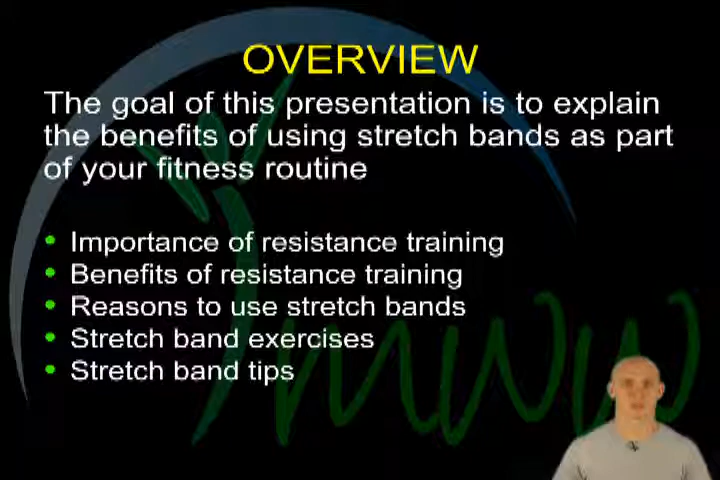 OVERVIEW
The goal of this presentation is to explain
the benefits of using stretch bands as part
of your fitness routine
• Importance of resistance training
• Benefits of resistance training
• Reasons to use stretch bands
• Stretch band exercises
• Stretch band tips
mww